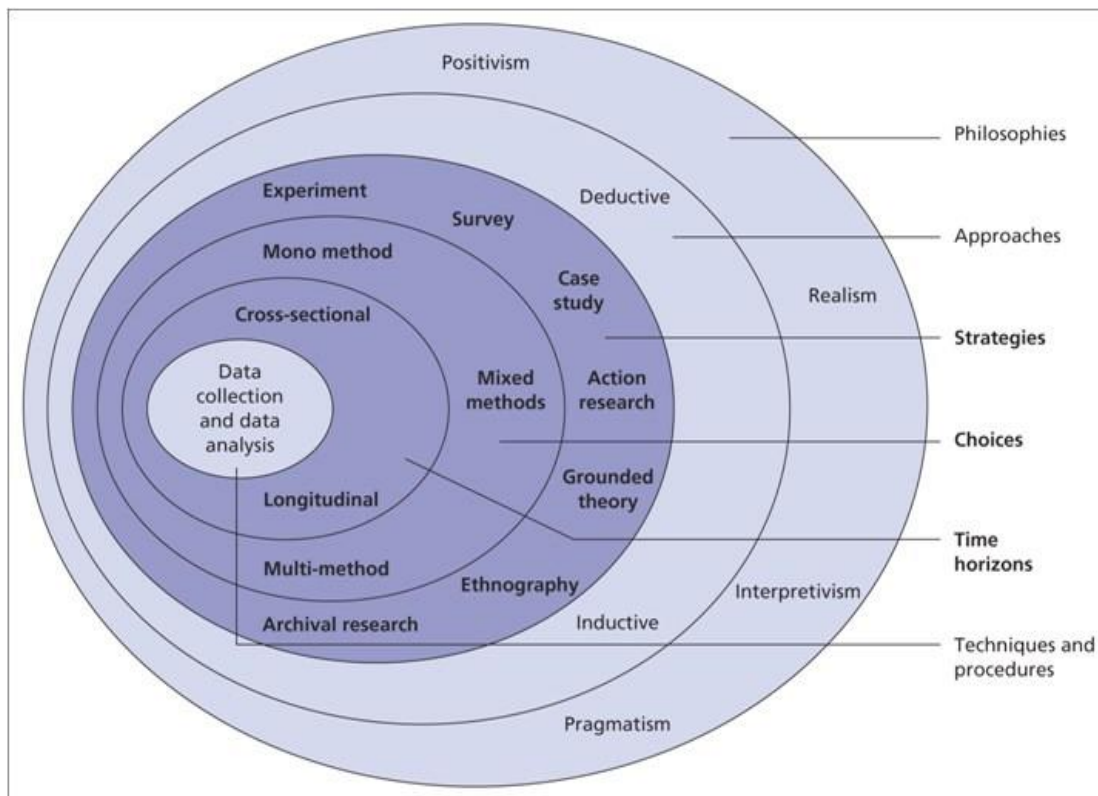 Positivism
Philosophies
Deductive
Experiment
Survey
Approaches
Mono method
Case
study
Realism
Cross-sectional
Strategies
Data
collection
and data
analysis
Mixed
methods
Action
research
Choices
Longitudinal
Grounded
theory
Time
horizons
Multi-method
Ethnography
Interpretivism
Archival research
Inductive
Techniques and
procedures
Pragmatism